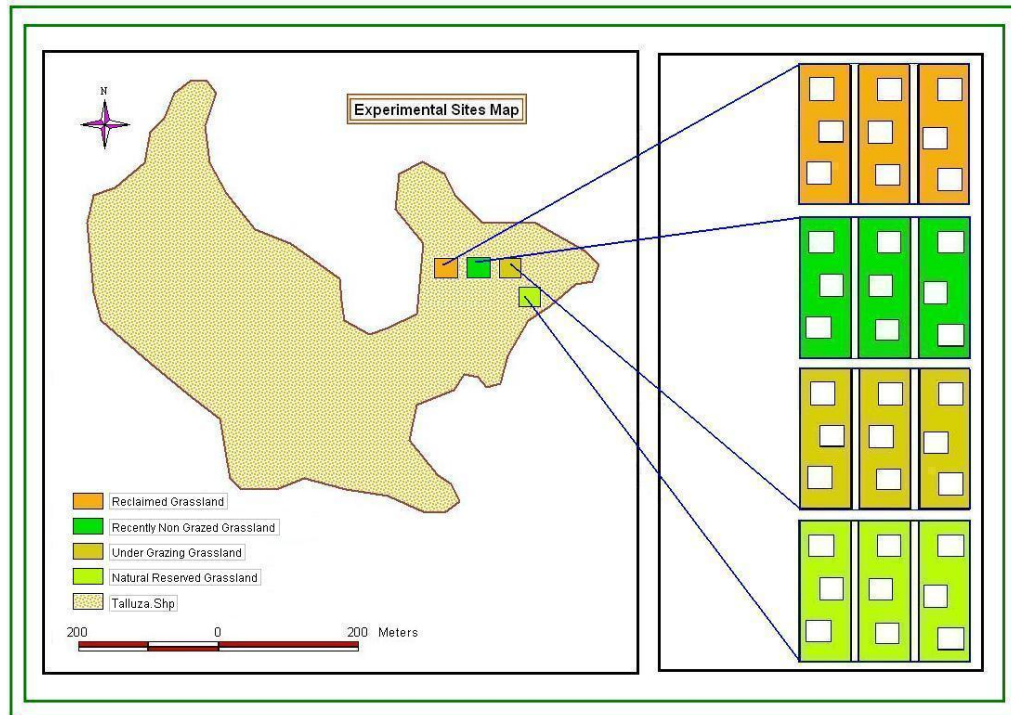 N
Experimental Sites Map
Reclaimed Grassland
Recently Non Grazed Grassland
Under Grazing Grassland
Natural Reserved Grassland
Talluza.Shp
200 0 200 Meters